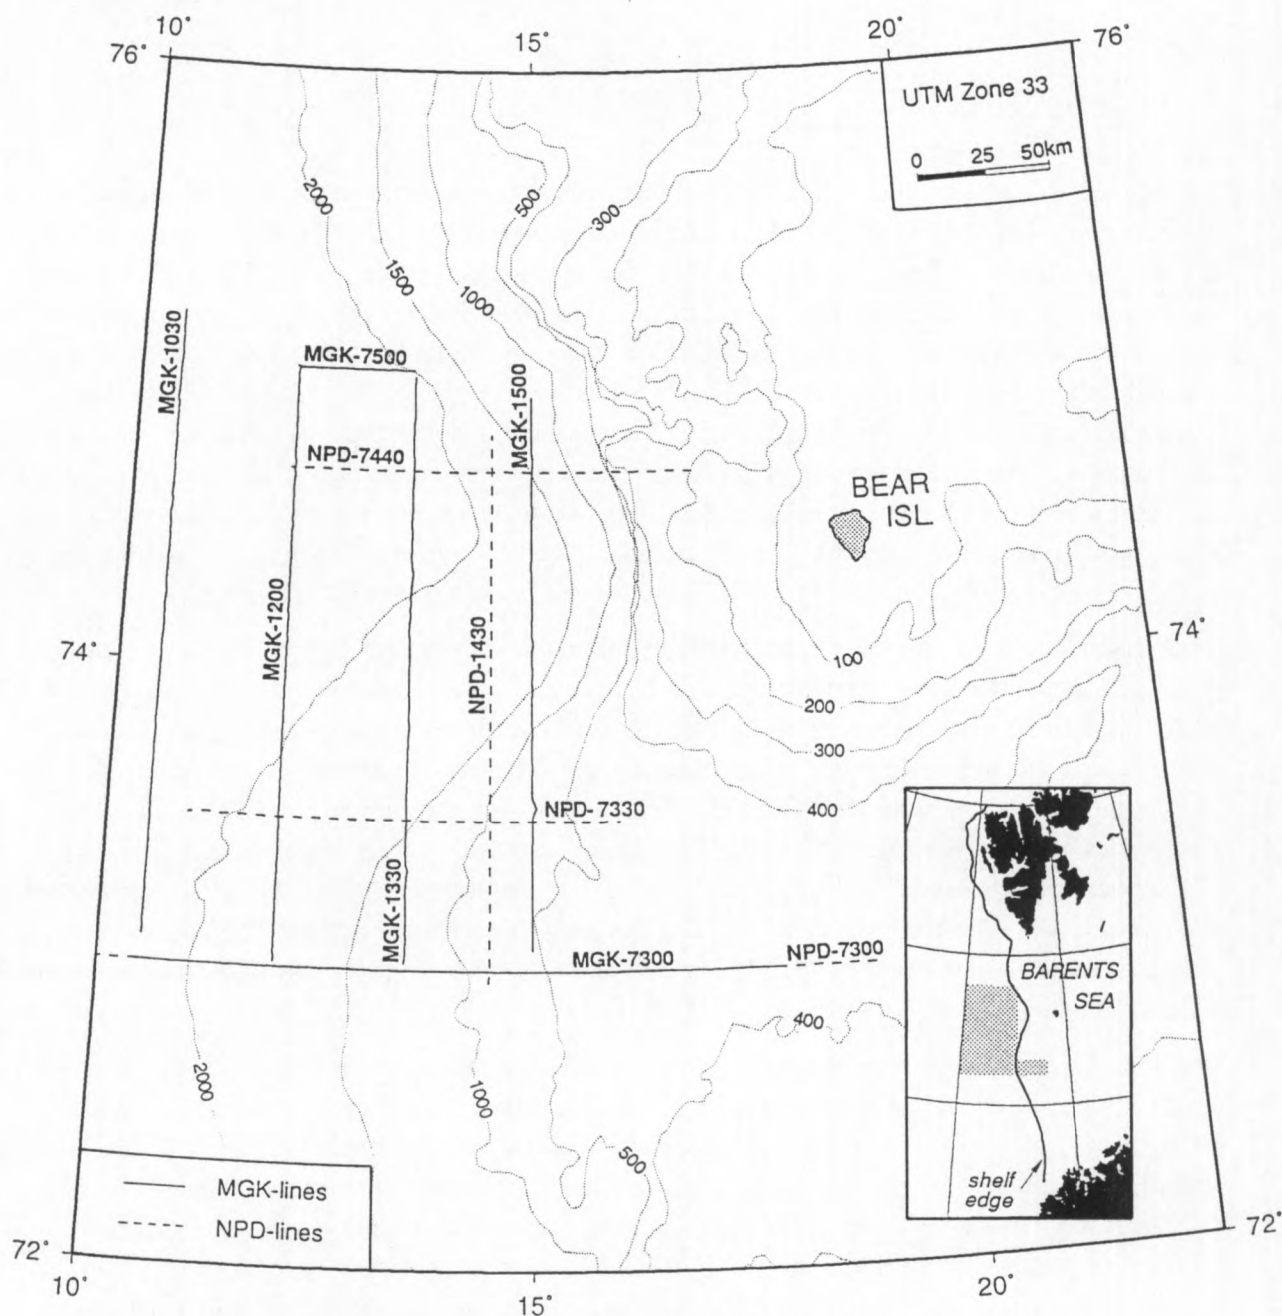 10°
15°
20°
76°
76°
UTM Zone 33
0 25 50km
2000
500
300
1500
1000
MGK-1030
MGK-7500
MGK-1500
NPD-7440
BEAR
ISL.
MGK-1200
NPD-1430
74°
74°
100
200
300
400
NPD-7330
MGK-1330
MGK-7300
NPD-7300
BARENTS
SEA
400
2000
1000
500
shelf
edge
MGK-lines
NPD-lines
72°
72°
10°
15°
20°